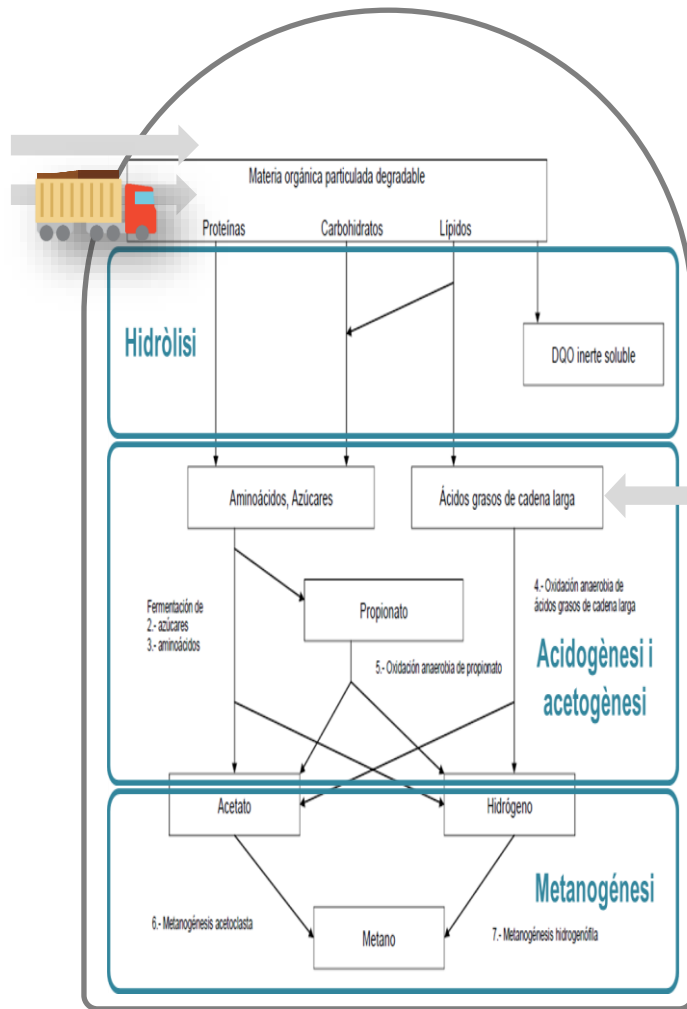 Materia orgánica particulada degradable
Proteínas Carbohidratos Lípidos
Hidròlisi
DQO inerte soluble
Aminoácidos, Azúcares
Ácidos grasos de cadena larga
4.- Oxidación anaerobia de
ácidos grasos de cadena larga
Fermentación de
2.- azúcares
3.- aminoácidos
Propionato
5.- Oxidación anaerobia de propionato
Acidogènesi i
acetogènesi
Acetato
Hidrógeno
Metanogénesi
6.- Metanogénesis acetoclasta
Metano
7.- Metanogénesis hidrogenófila